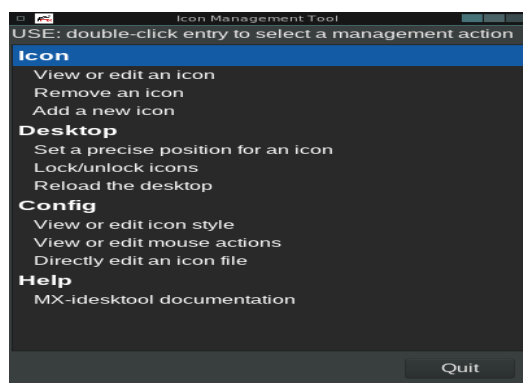 Icon Management Tool
USE: double-click entry to select a management action
Icon
View or edit an icon
Remove an icon
Add a new icon
Desktop
Set a precise position for an icon
Lock/unlock icons
Reload the desktop
Config
View or edit icon style
View or edit mouse actions
Directly edit an icon file
Help
MX-idesktool documentation
Quit